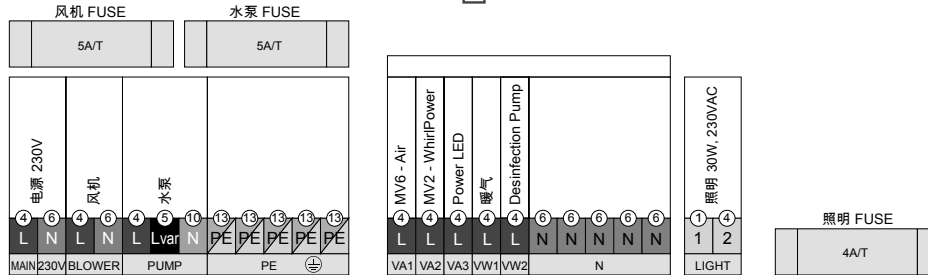 风机 FUSE
水泵 FUSE
5A/T
5A/T
电源 230V
风机
水泵
MV6 - Air
MV2 - WhirlPower
Power LED
暖气
Desinfection Pump
照明 30W, 230VAC
照明 FUSE
4A/T
4 6 4 6 4 5 10 13 13 13 13 13
L N L N L Lvar N PE PE PE PE PE
MAIN 230V BLOWER PUMP PE
4 4 4 4 4 6 6 6 6 6
L L L L L N N N N N
VA1 VA2 VA3 VW1 VW2 N
1 4
1 2
LIGHT